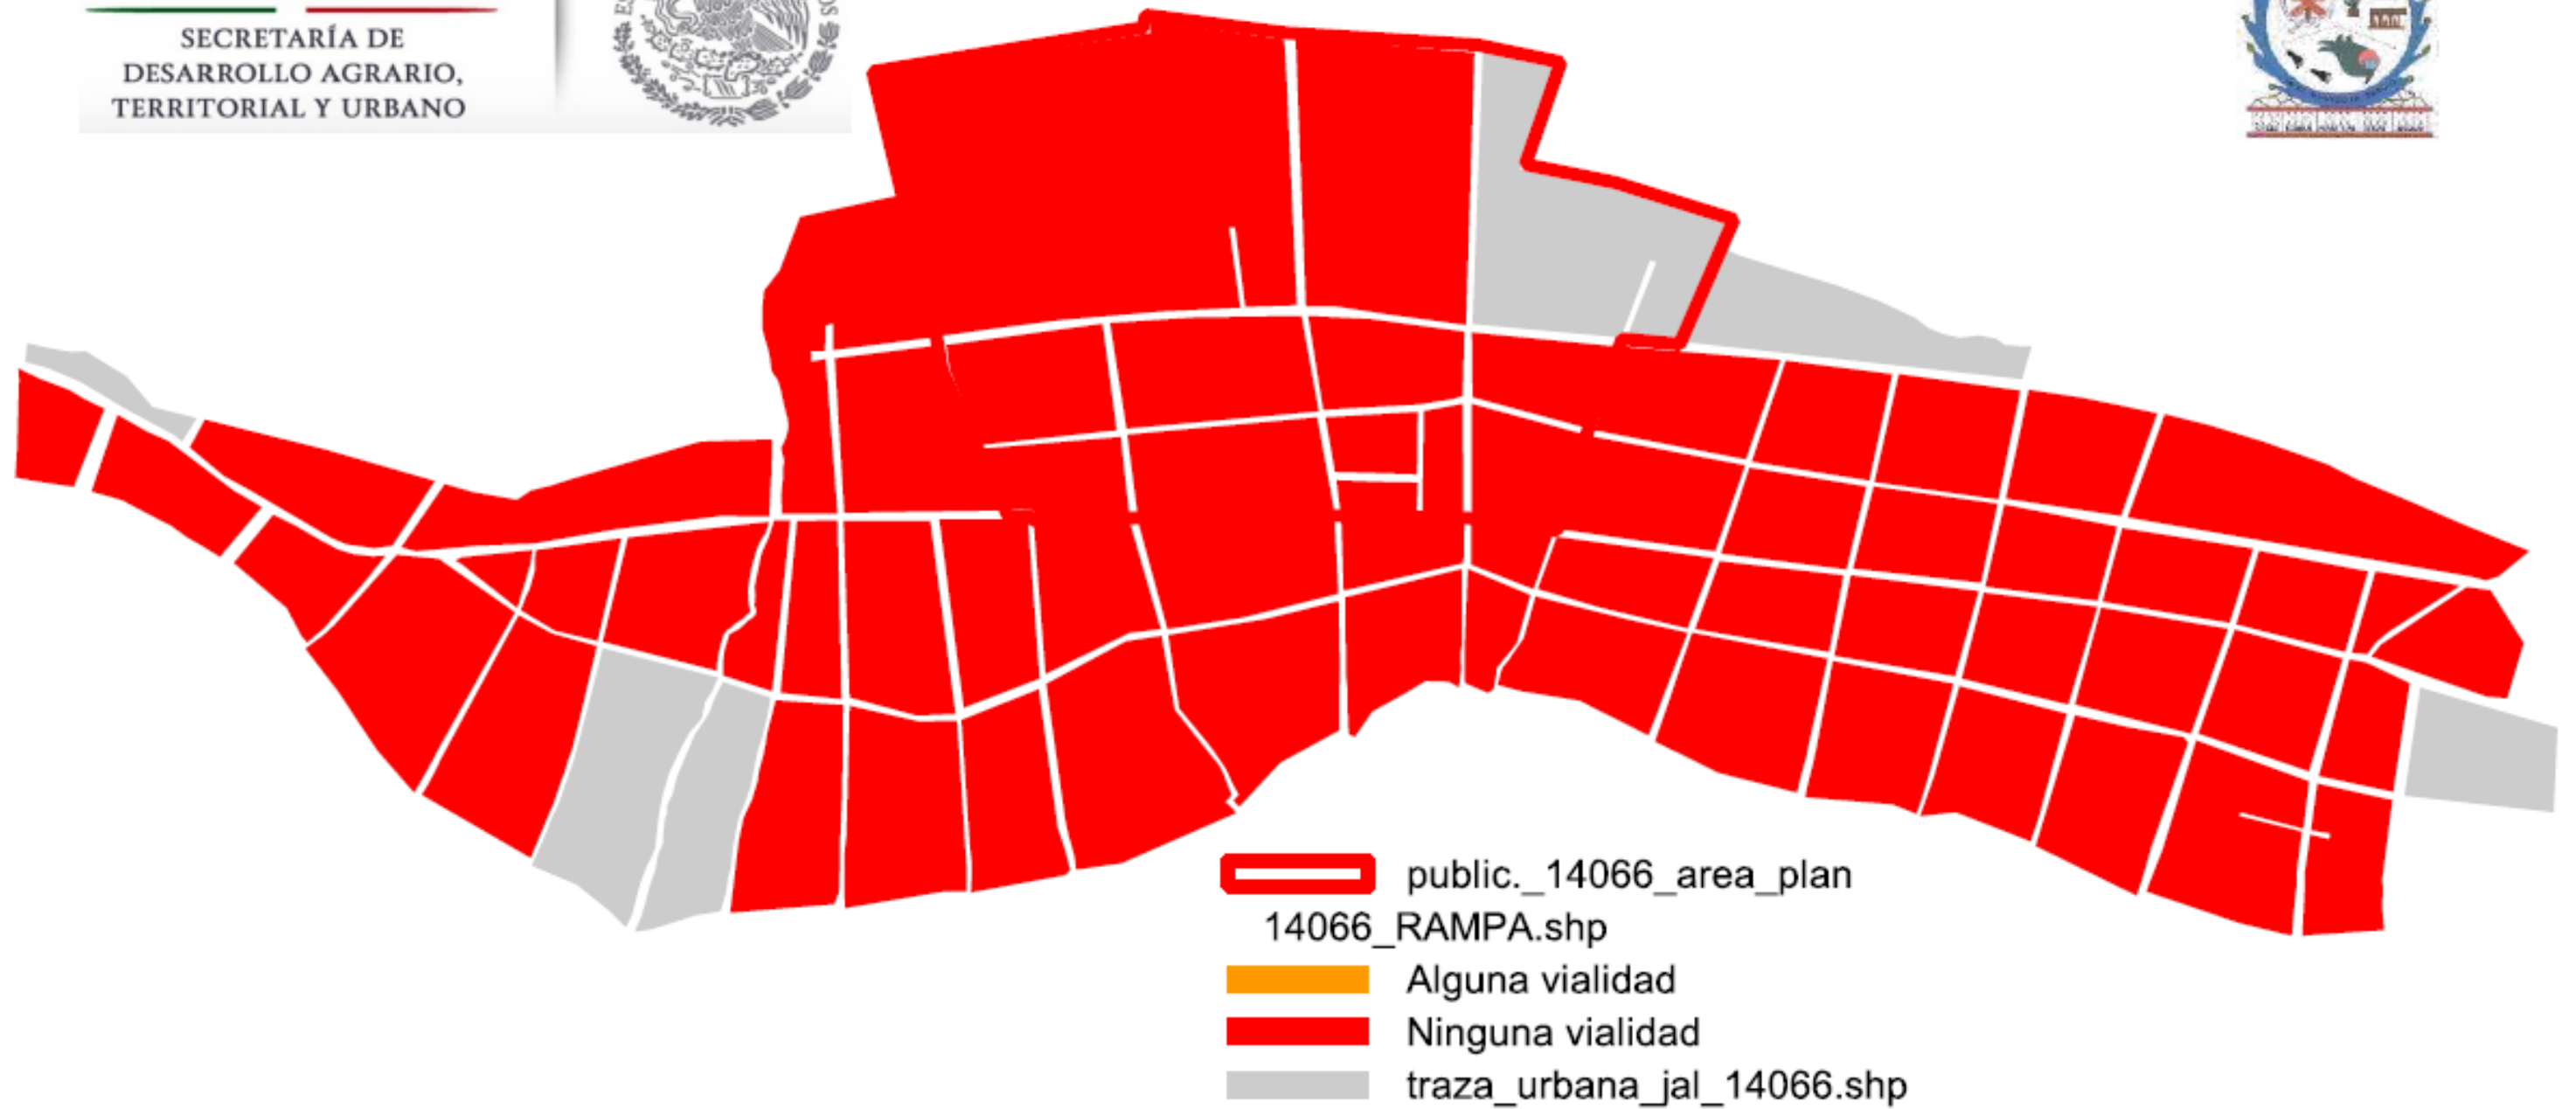 SECRETARÍA DE
DESARROLLO AGRARIO,
TERRITORIAL Y URBANO
public._14066_area_plan
14066_RAMPA.shp
Alguna vialidad
Ninguna vialidad
traza_urbana_jal_14066.shp